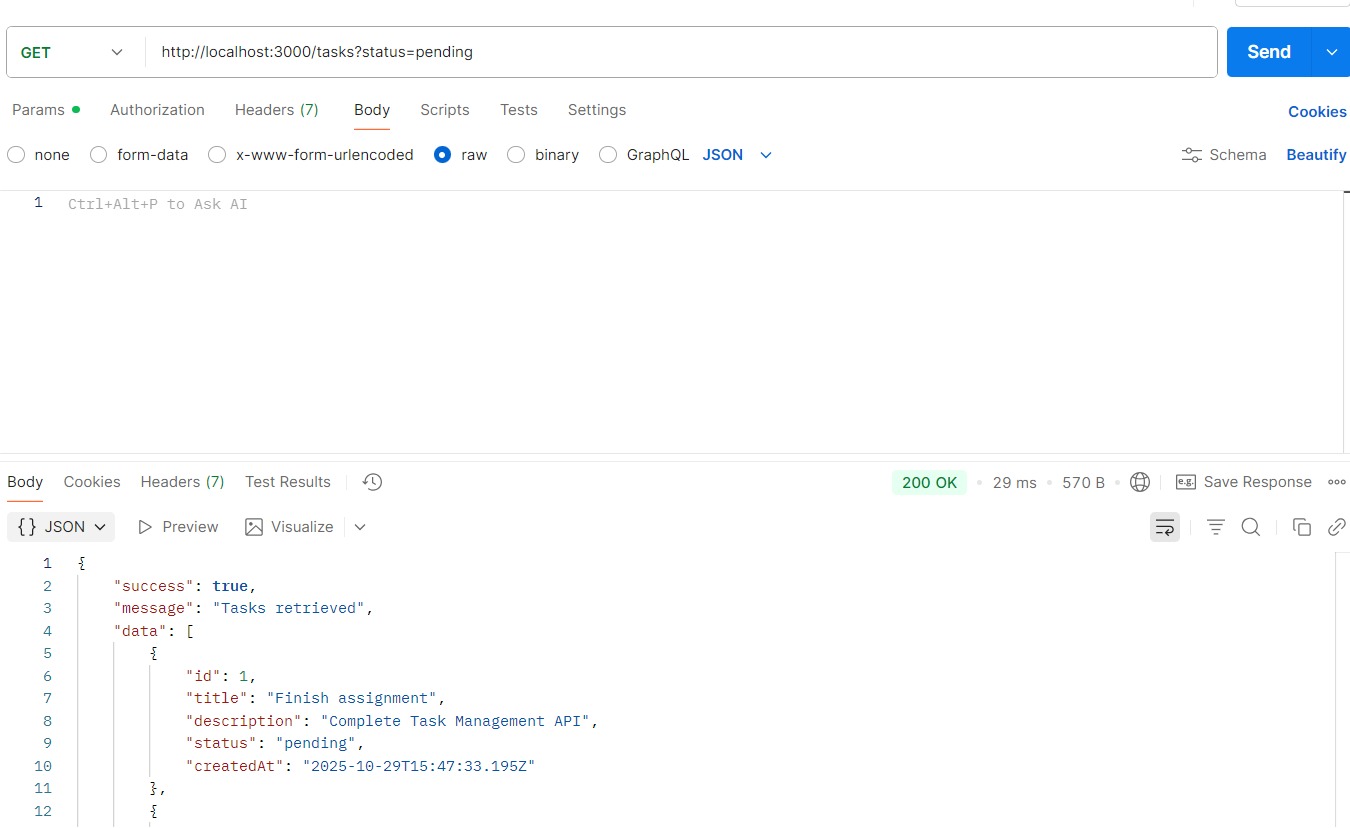 GET http://localhost:3000/tasks?status=pending Send
Params Authorization Headers (7) Body Scripts Tests Settings Cookies
none form-data x-www-form-urlencoded raw binary GraphQL JSON Schema Beautify
1 Ctrl+Alt+P to Ask AI
Body Cookies Headers (7) Test Results 200 OK 29 ms 570 B e.g. Save Response
{} JSON Preview Visualize
1 {
2 "success": true,
3 "message": "Tasks retrieved",
4 "data": [
5 {
6 "id": 1,
7 "title": "Finish assignment",
8 "description": "Complete Task Management API",
9 "status": "pending",
10 "createdAt": "2025-10-29T15:47:33.195Z"
11 },
12 {